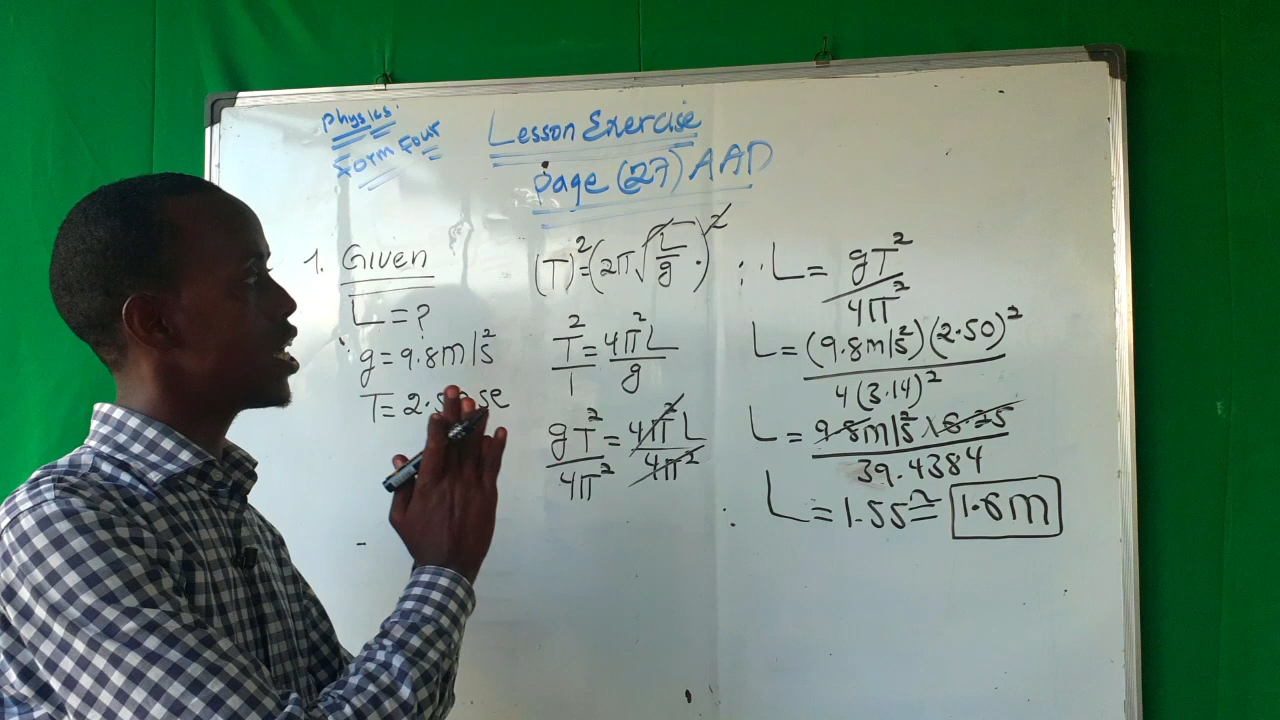 Physics.
Form Four
Lesson Exercise
page (27) AAD
1. Given
L = ?
g = 9.8m/s²
T = 2.50se
(T)² = (2π√(L/g))²
T²/1 = 4π²L/g
gT²/4π² = 4π²L/4π²
∴ L = gT²/4π²
L = (9.8m/s²)(2.50)²/4(3.14)²
L = 9.8m/s² × 6.25/39.4384
L = 1.55 ≅ 1.6m